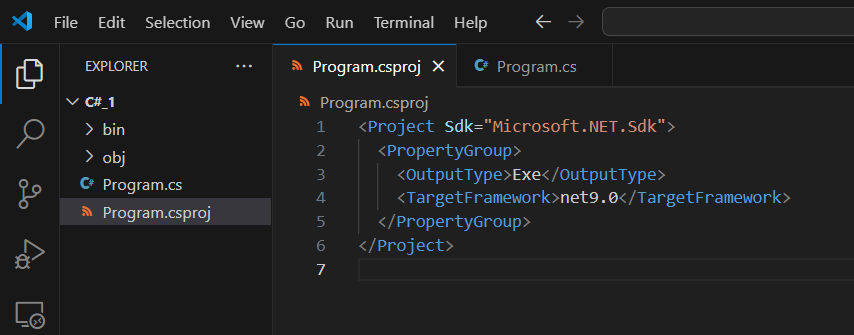 File Edit Selection View Go Run Terminal
EXPLORER
C#_1
bin
obj
Program.cs
Program.csproj
Program.csproj Program.cs
Program.csproj
1 <Project Sdk="Microsoft.NET.Sdk">
2 <PropertyGroup>
3 <OutputType>Exe</OutputType>
4 <TargetFramework>net9.0</TargetFramework>
5 </PropertyGroup>
6 </Project>
7